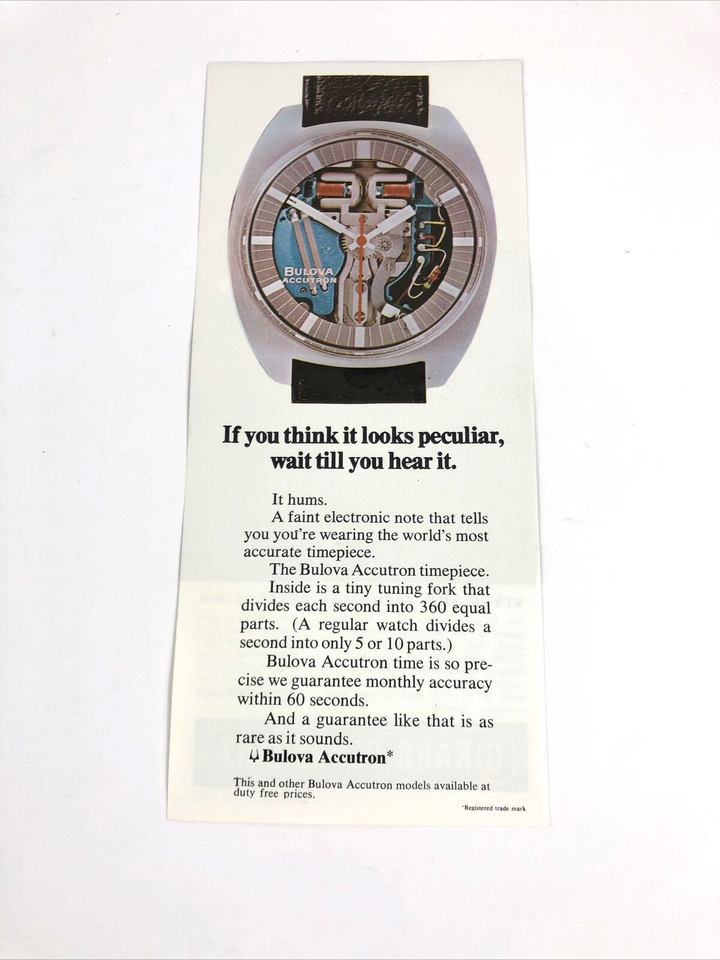 BULOVA
ACCUTRON
If you think it looks peculiar,
wait till you hear it.
It hums.
A faint electronic note that tells
you you're wearing the world's most
accurate timepiece.
The Bulova Accutron timepiece.
Inside is a tiny tuning fork that
divides each second into 360 equal
parts. (A regular watch divides a
second into only 5 or 10 parts.)
Bulova Accutron time is so pre-
cise we guarantee monthly accuracy
within 60 seconds.
And a guarantee like that is as
rare as it sounds.
Bulova Accutron*
This and other Bulova Accutron models available at
duty free prices.
*Registered trade mark